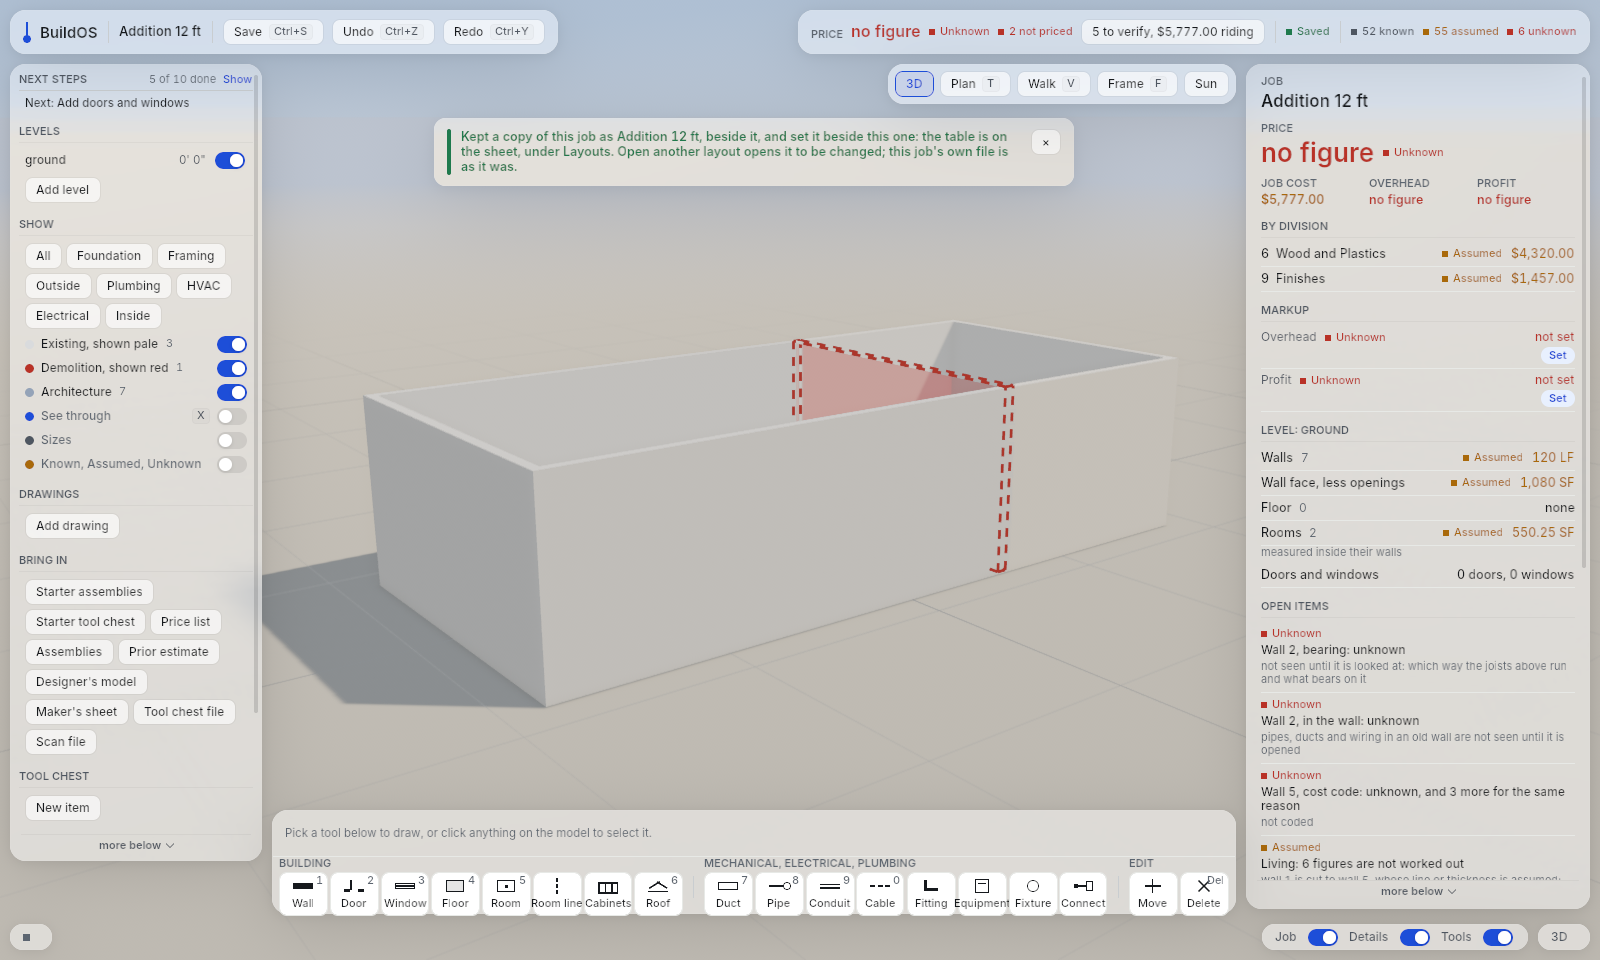 BuildOS
Addition 12 ft
Save Ctrl+S
Undo Ctrl+Z
Redo Ctrl+Y
PRICE no figure Unknown 2 not priced
5 to verify, $5,777.00 riding
Saved
52 known 55 assumed 6 unknown
NEXT STEPS 5 of 10 done Show
Next: Add doors and windows
LEVELS
ground 0' 0"
Add level
SHOW
All Foundation Framing
Outside Plumbing HVAC
Electrical Inside
Existing, shown pale 3
Demolition, shown red 1
Architecture 7
See through X
Sizes
Known, Assumed, Unknown
DRAWINGS
Add drawing
BRING IN
Starter assemblies
Starter tool chest Price list
Assemblies Prior estimate
Designer's model
Maker's sheet Tool chest file
Scan file
TOOL CHEST
New item
more below
3D Plan T Walk V Frame F Sun
Kept a copy of this job as Addition 12 ft, beside it, and set it beside this one: the table is on
the sheet, under Layouts. Open another layout opens it to be changed; this job's own file is
as it was.
×
Pick a tool below to draw, or click anything on the model to select it.
BUILDING
1 Wall
2 Door
3 Window
4 Floor
5 Room
Room line
Cabinets
6 Roof
MECHANICAL, ELECTRICAL, PLUMBING
7 Duct
8 Pipe
9 Conduit
0 Cable
Fitting
Equipment
Fixture
Connect
EDIT
Move
Del Delete
JOB
Addition 12 ft
PRICE
no figure Unknown
JOB COST OVERHEAD PROFIT
$5,777.00 no figure no figure
BY DIVISION
6 Wood and Plastics Assumed $4,320.00
9 Finishes Assumed $1,457.00
MARKUP
Overhead Unknown not set
Set
Profit Unknown not set
Set
LEVEL: GROUND
Walls 7 Assumed 120 LF
Wall face, less openings Assumed 1,080 SF
Floor 0 none
Rooms 2 Assumed 550.25 SF
measured inside their walls
Doors and windows 0 doors, 0 windows
OPEN ITEMS
Unknown
Wall 2, bearing: unknown
not seen until it is looked at: which way the joists above run
and what bears on it
Unknown
Wall 2, in the wall: unknown
pipes, ducts and wiring in an old wall are not seen until it is
opened
Unknown
Wall 5, cost code: unknown, and 3 more for the same
reason
not coded
Assumed
Living: 6 figures are not worked out
wall 1 is cut to wall 5, whose line or thickness is assumed;
more below
Job Details Tools 3D